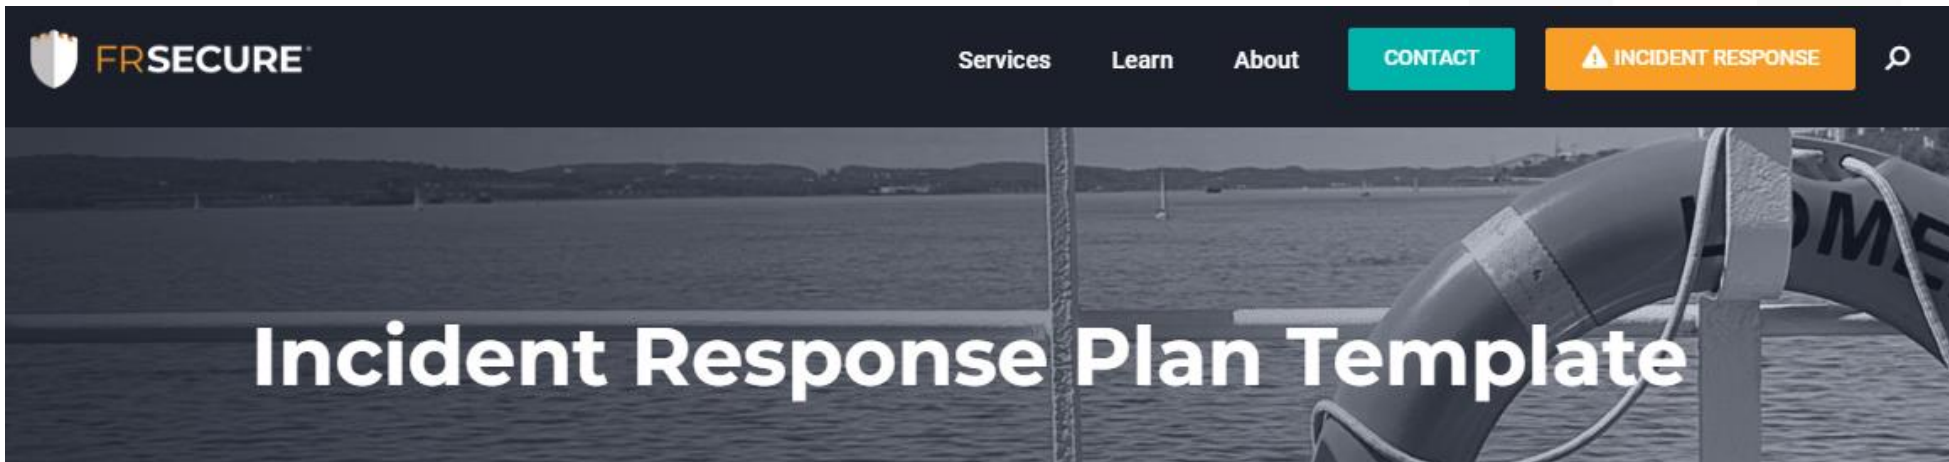 FRSECURE
Services
Learn
About
CONTACT
INCIDENT RESPONSE
Incident Response Plan Template